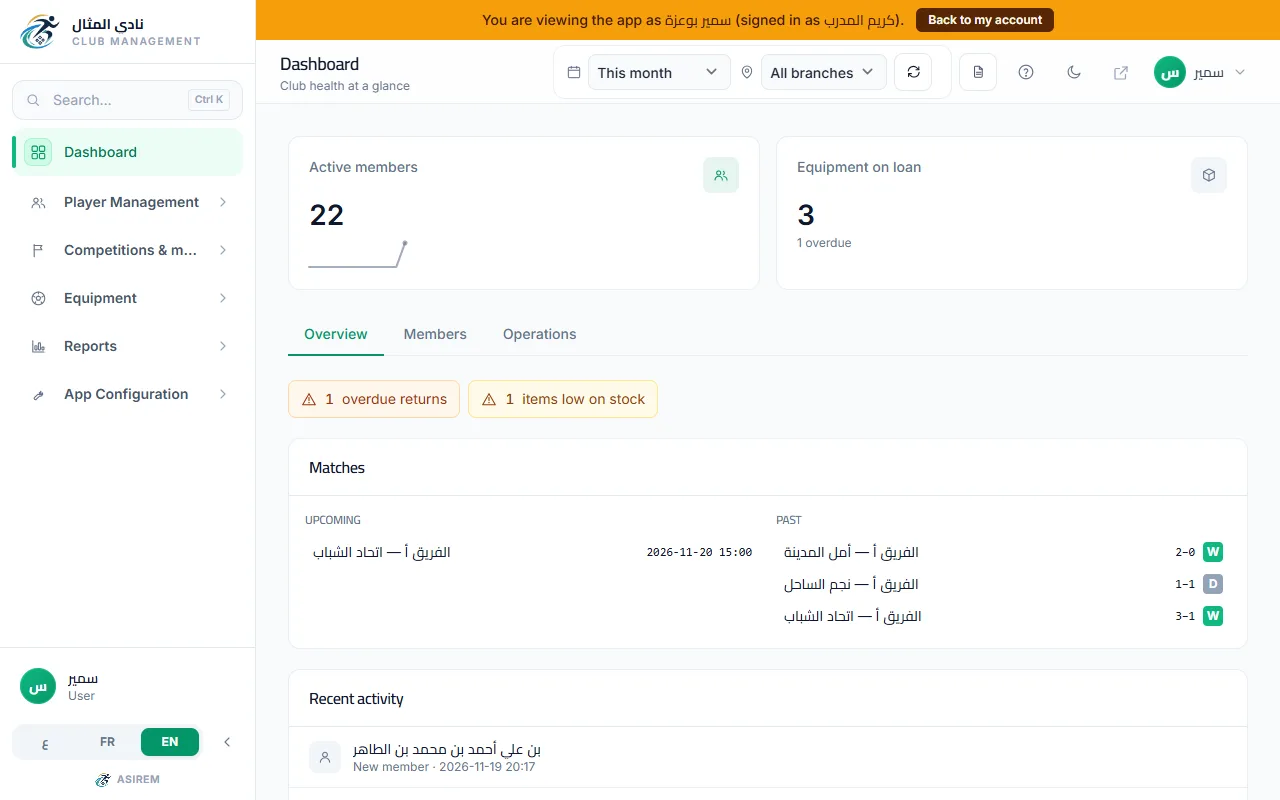 نادي المثال
CLUB MANAGEMENT
Search...
Ctrl K
Dashboard
Player Management
Competitions & m...
Equipment
Reports
App Configuration
س
سمير
User
ع
FR
EN
ASIREM
You are viewing the app as سمير بوعزة (signed in as كريم المدرب).
Back to my account
Dashboard
Club health at a glance
This month
All branches
س
سمير
Active members
22
Equipment on loan
3
1 overdue
Overview
Members
Operations
1 overdue returns
1 items low on stock
Matches
UPCOMING
الفريق أ — اتحاد الشباب
2026-11-20 15:00
PAST
الفريق أ — أمل المدينة
2–0 W
الفريق أ — نجم الساحل
1–1 D
الفريق أ — اتحاد الشباب
3–1 W
Recent activity
بن علي أحمد بن محمد بن الطاهر
New member · 2026-11-19 20:17